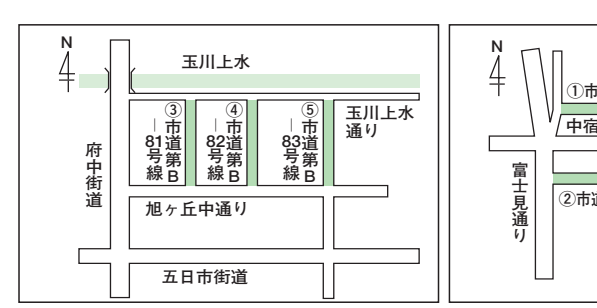 N
玉川上水
③市道第B－81号線
④市道第B－82号線
⑤市道第B－83号線
玉川上水
通り
府中街道
旭ヶ丘中通り
五日市街道
N
①市
中宿
②市道
富士見通り